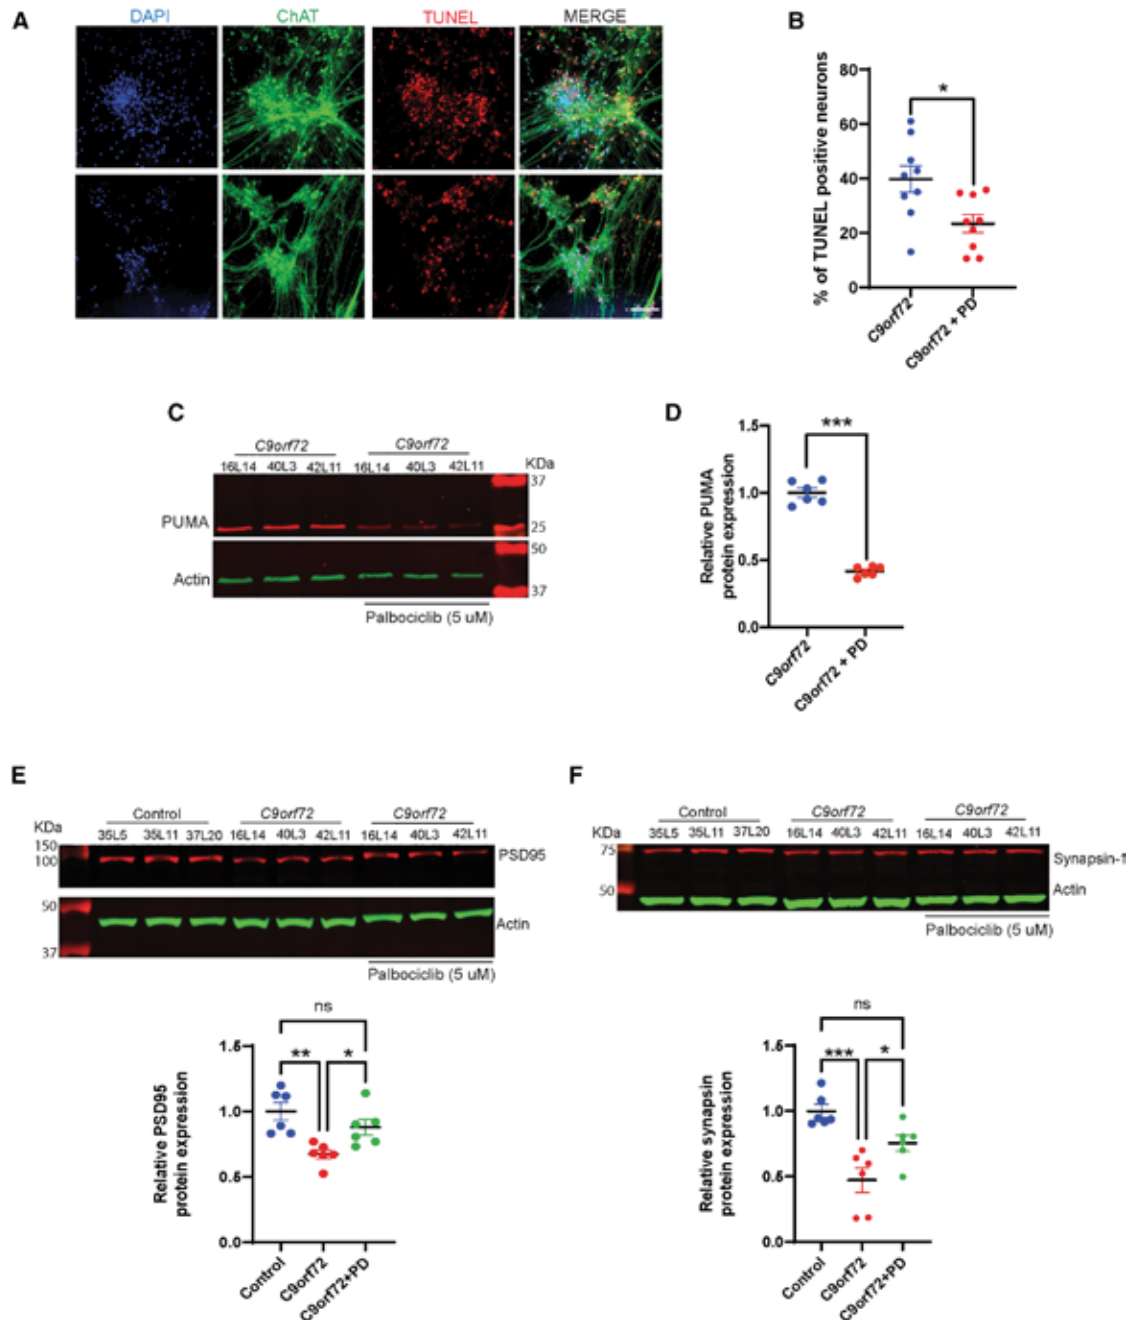 A
DAPI ChAT TUNEL MERGE
B
% of TUNEL positive neurons
80
60
40
20
0
*
C9orf72
C9orf72 + PD
C
C9orf72 C9orf72
16L14 40L3 42L11 16L14 40L3 42L11 KDa
37
PUMA
25
50
Actin
37
Palbociclib (5 uM)
D
Relative PUMA
protein expression
1.5
1.0
0.5
0.0
***
C9orf72
C9orf72 + PD
E
Control C9orf72 C9orf72
KDa 35L5 35L11 37L20 16L14 40L3 42L11 16L14 40L3 42L11
150
100
PSD95
50
Actin
37
Palbociclib (5 uM)
ns
** *
Relative PSD95
protein expression
1.5
1.0
0.5
0.0
Control
C9orf72
C9orf72+PD
F
Control C9orf72 C9orf72
KDa 35L5 35L11 37L20 16L14 40L3 42L11 16L14 40L3 42L11
75
Synapsin-1
50
Actin
Palbociclib (5 uM)
ns
*** *
Relative synapsin
protein expression
1.5
1.0
0.5
0.0
Control
C9orf72
C9orf72+PD